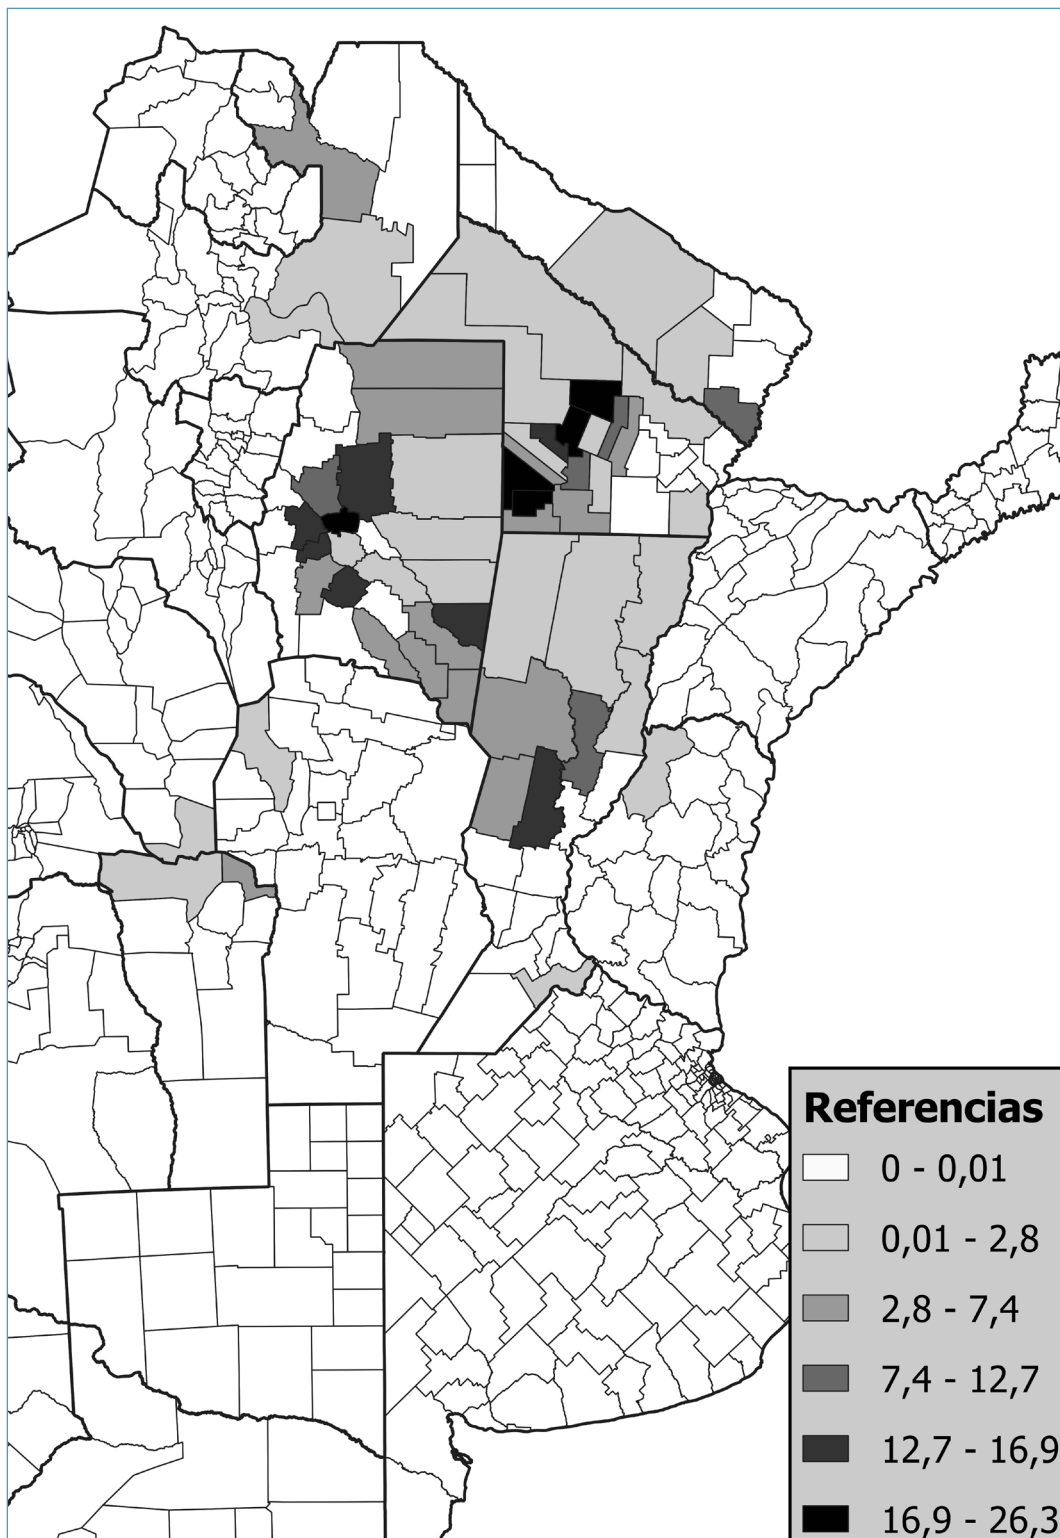 Referencias
0 - 0,01
0,01 - 2,8
2,8 - 7,4
7,4 - 12,7
12,7 - 16,9
16,9 - 26,3